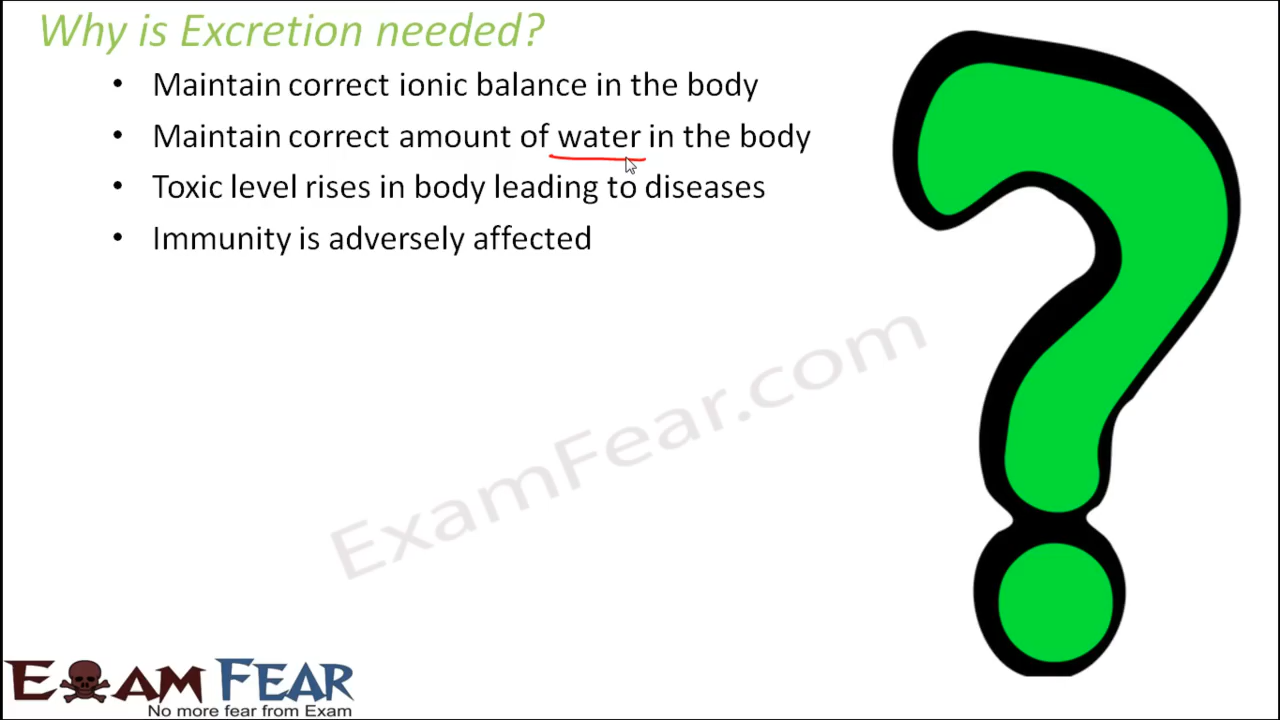 Why is Excretion needed?
• Maintain correct ionic balance in the body
• Maintain correct amount of water in the body
• Toxic level rises in body leading to diseases
• Immunity is adversely affected
ExamFear.com
EXAM FEAR
No more fear from Exam